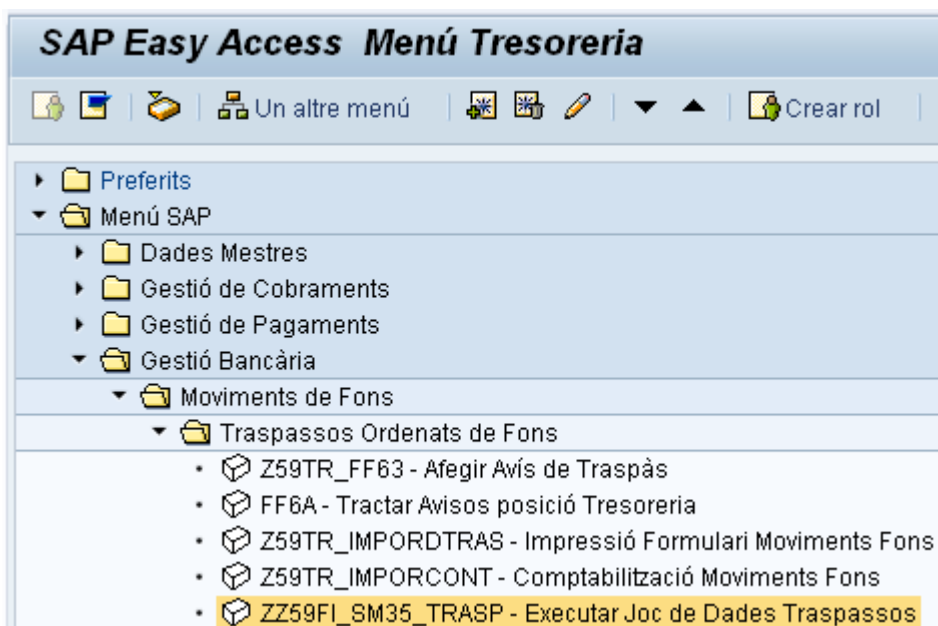 SAP Easy Access Menú Tresoreria
Un altre menú Crear rol
Preferits
Menú SAP
Dades Mestres
Gestió de Cobraments
Gestió de Pagaments
Gestió Bancària
Moviments de Fons
Traspassos Ordenats de Fons
Z59TR_FF63 - Afegir Avís de Traspàs
FF6A - Tractar Avisos posició Tresoreria
Z59TR_IMPORDTRAS - Impressió Formulari Moviments Fons
Z59TR_IMPORCONT - Comptabilització Moviments Fons
ZZ59FI_SM35_TRASP - Executar Joc de Dades Traspassos